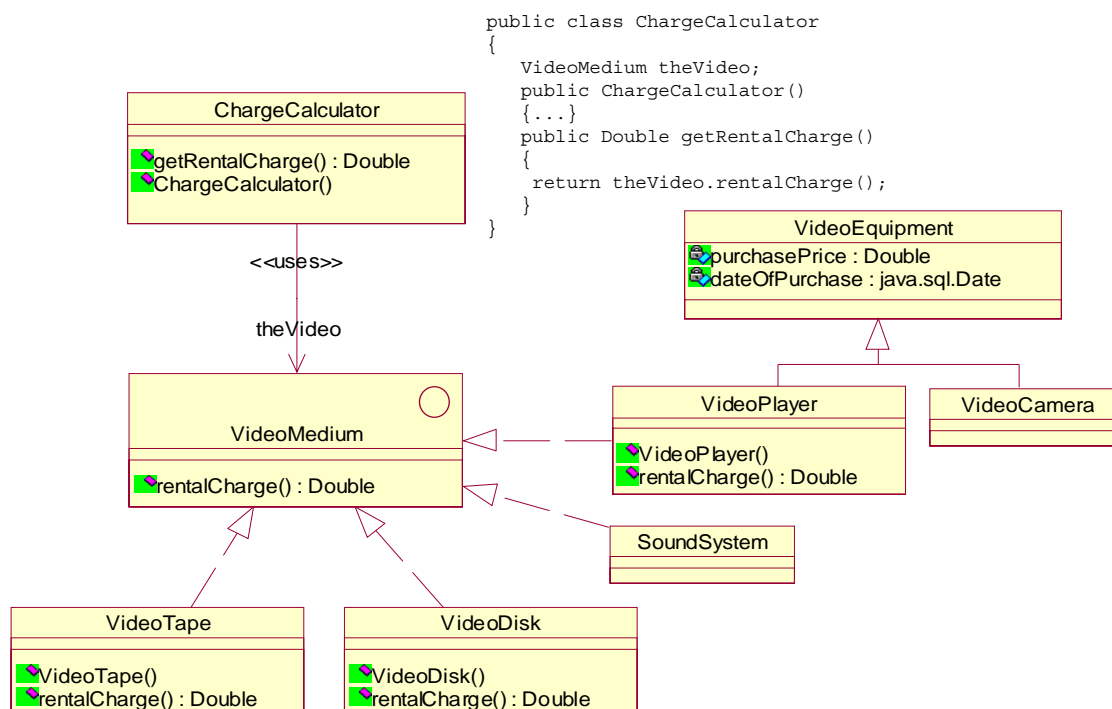 public class ChargeCalculator
{
VideoMedium theVideo;
public ChargeCalculator()
{...}
public Double getRentalCharge()
{
return theVideo.rentalCharge();
}
}
ChargeCalculator
getRentalCharge() : Double
ChargeCalculator()
<<uses>>
theVideo
VideoEquipment
purchasePrice : Double
dateOfPurchase : java.sql.Date
VideoMedium
rentalCharge() : Double
VideoPlayer
VideoPlayer()
rentalCharge() : Double
VideoCamera
SoundSystem
VideoTape
VideoTape()
rentalCharge() : Double
VideoDisk
VideoDisk()
rentalCharge() : Double